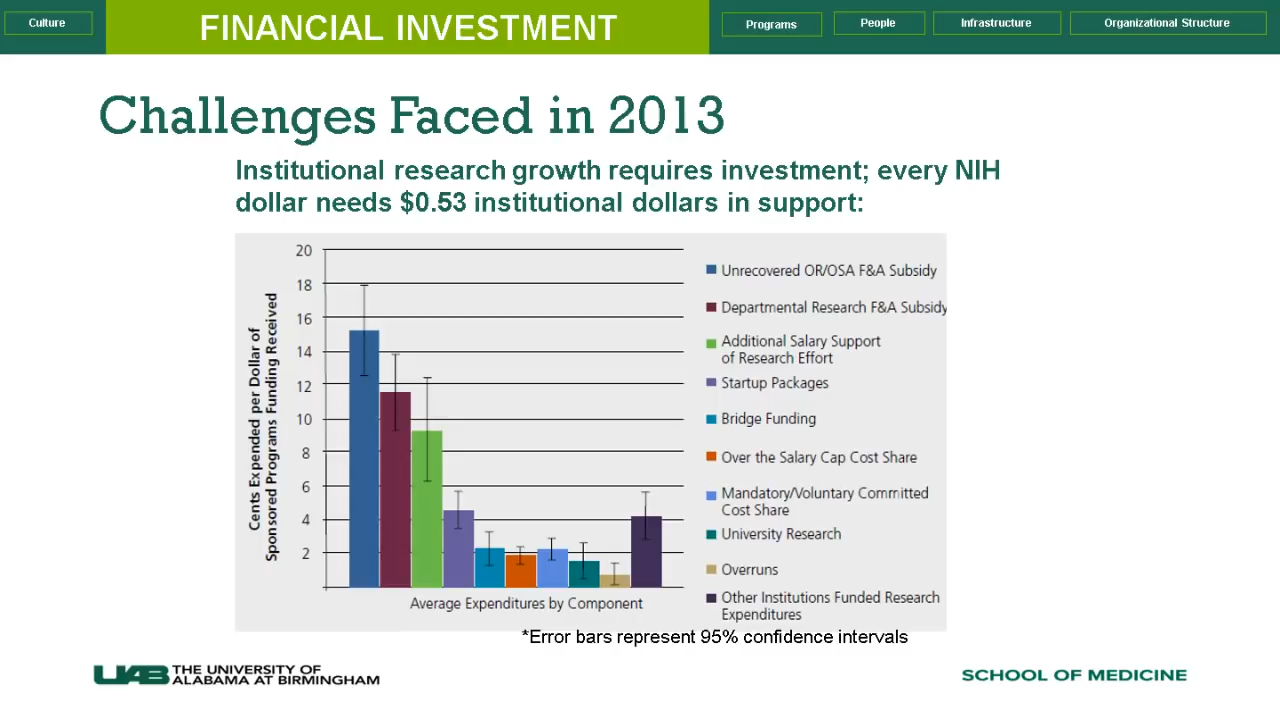 Culture
FINANCIAL INVESTMENT
Programs
People
Infrastructure
Organizational Structure
Challenges Faced in 2013
Institutional research growth requires investment; every NIH
dollar needs $0.53 institutional dollars in support:
Cents Expended per Dollar of
Sponsored Programs Funding Received
20
18
16
14
12
10
8
6
4
2
Average Expenditures by Component
Unrecovered OR/OSA F&A Subsidy
Departmental Research F&A Subsidy
Additional Salary Support
of Research Effort
Startup Packages
Bridge Funding
Over the Salary Cap Cost Share
Mandatory/Voluntary Committed
Cost Share
University Research
Overruns
Other Institutions Funded Research
Expenditures
*Error bars represent 95% confidence intervals
UAB THE UNIVERSITY OF
ALABAMA AT BIRMINGHAM
SCHOOL OF MEDICINE